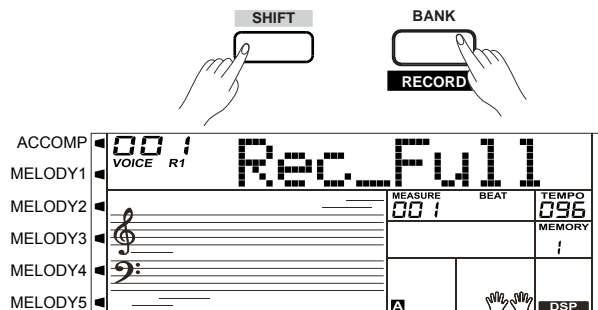 SHIFT BANK
RECORD
ACCOMP 001 Rec_Full
VOICE R1
MELODY1
MELODY2 MEASURE BEAT TEMPO
001 096
MELODY3 MEMORY
1
MELODY4
MELODY5 A DSP